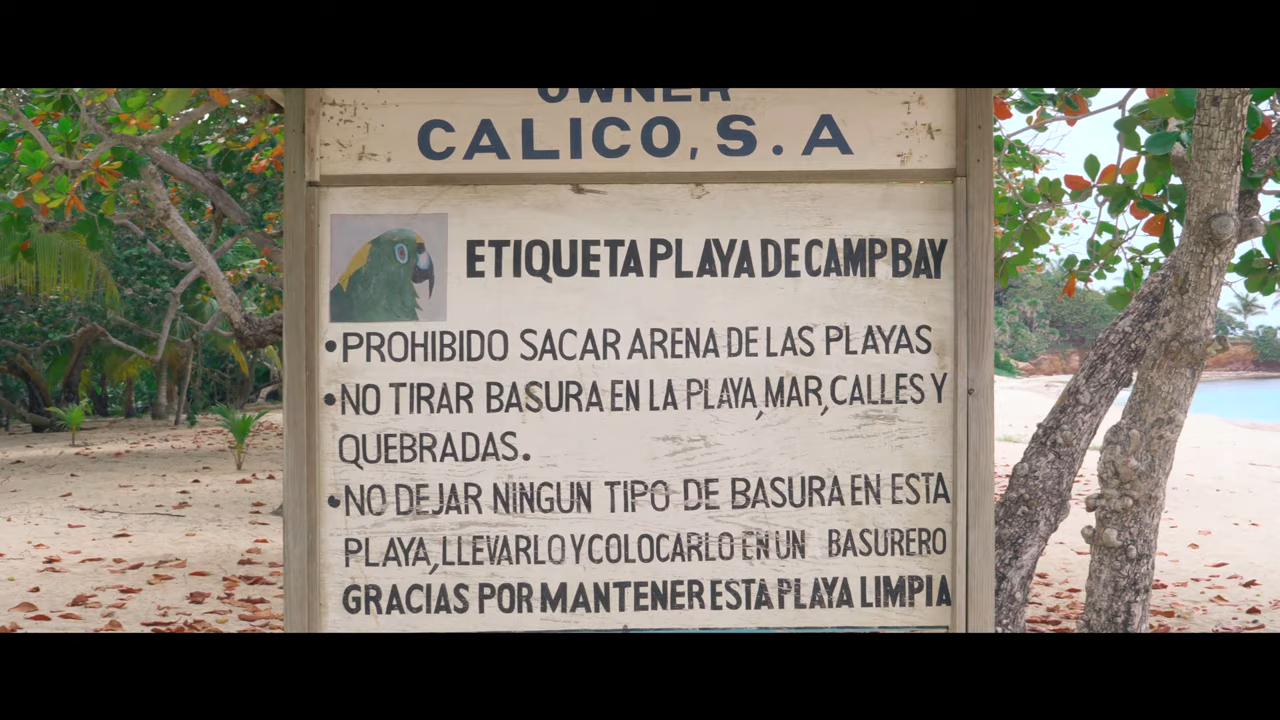 OWNER
CALICO, S. A
ETIQUETA PLAYA DE CAMP BAY
•PROHIBIDO SACAR ARENA DE LAS PLAYAS
•NO TIRAR BASURA EN LA PLAYA, MAR, CALLES Y
QUEBRADAS.
•NO DEJAR NINGUN TIPO DE BASURA EN ESTA
PLAYA, LLEVARLO Y COLOCARLO EN UN BASURERO
GRACIAS POR MANTENER ESTA PLAYA LIMPIA